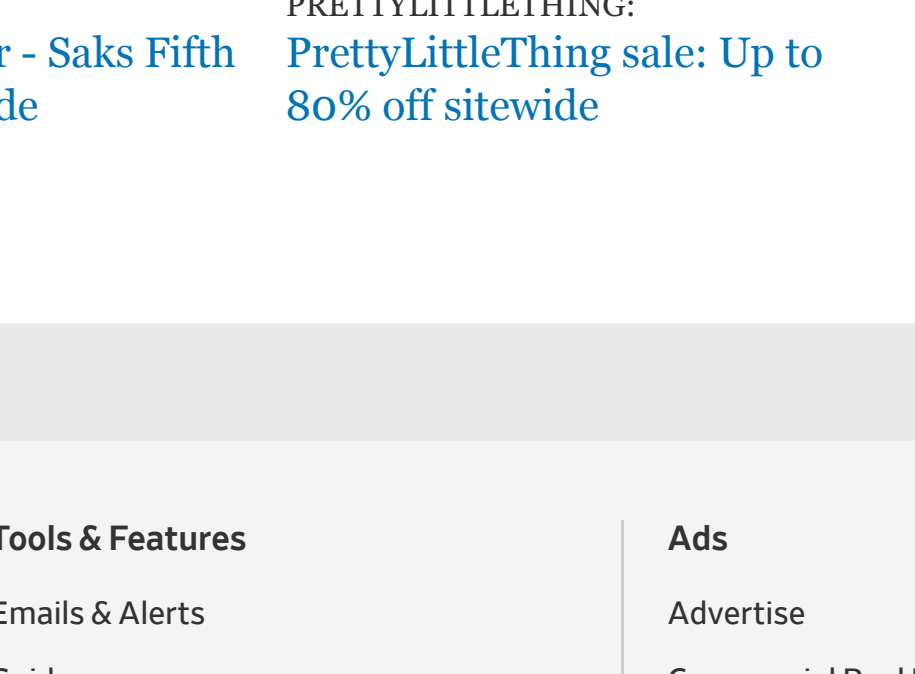 PRETTYLITTLETHING:
r - Saks Fifth
de
PrettyLittleThing sale: Up to
80% off sitewide
Tools & Features
Emails & Alerts
Ads
Advertise